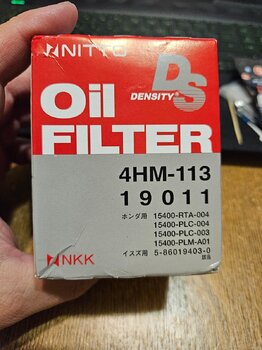 NITTO
DS
DENSITY
Oil
FILTER
4HM-113
19011
ホンダ用 15400-RTA-004
15400-PLC-004
15400-PLC-003
15400-PLM-A01
イスズ用 5-86019403-0
NKK